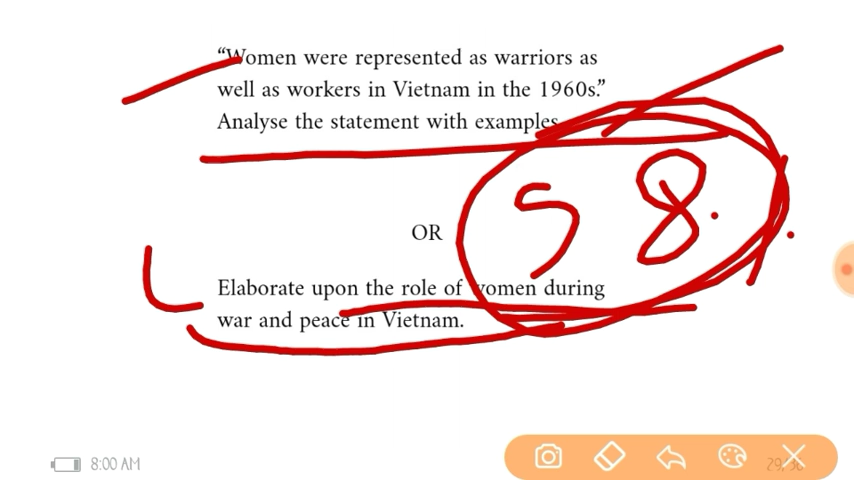 “Women were represented as warriors as
well as workers in Vietnam in the 1960s.”
Analyse the statement with examples.
58.
OR
Elaborate upon the role of women during
war and peace in Vietnam.
8:00 AM